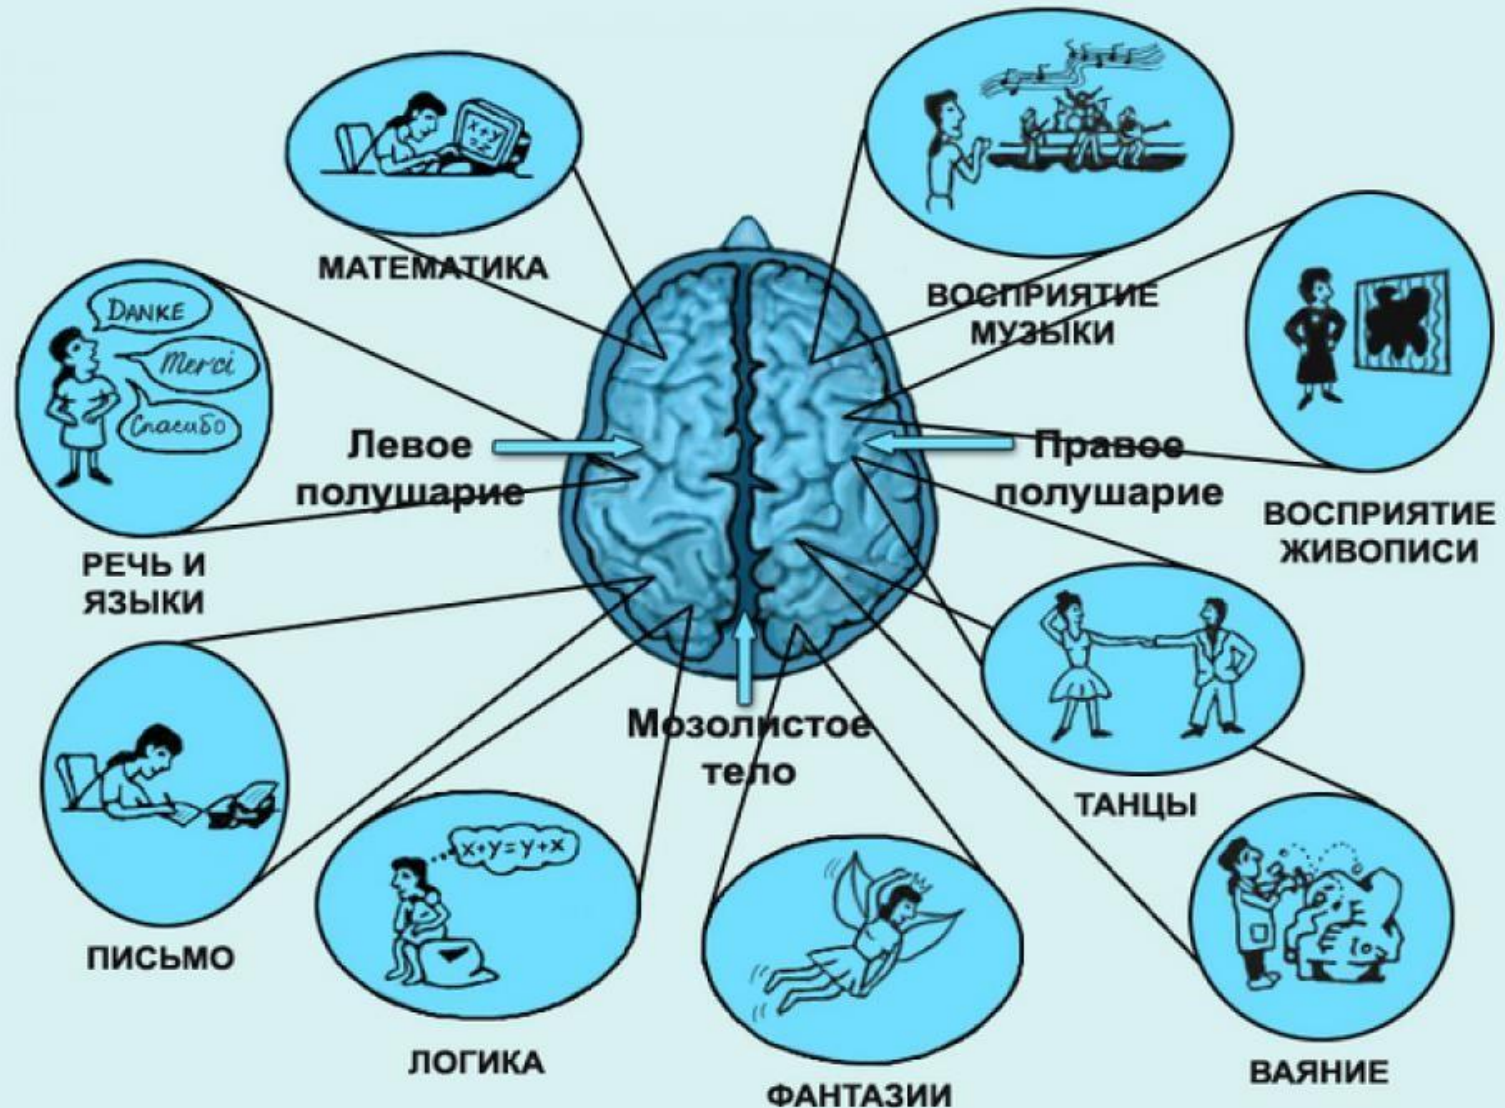 x+y
=z
МАТЕМАТИКА
ВОСПРИЯТИЕ
МУЗЫКИ
DANKE
Merci
Спасибо
РЕЧЬ И
ЯЗЫКИ
Левое
полушарие
Правое
полушарие
ВОСПРИЯТИЕ
ЖИВОПИСИ
Мозолистое
тело
ТАНЦЫ
ПИСЬМО
x+y=y+x
ЛОГИКА
ФАНТАЗИИ
ВАЯНИЕ